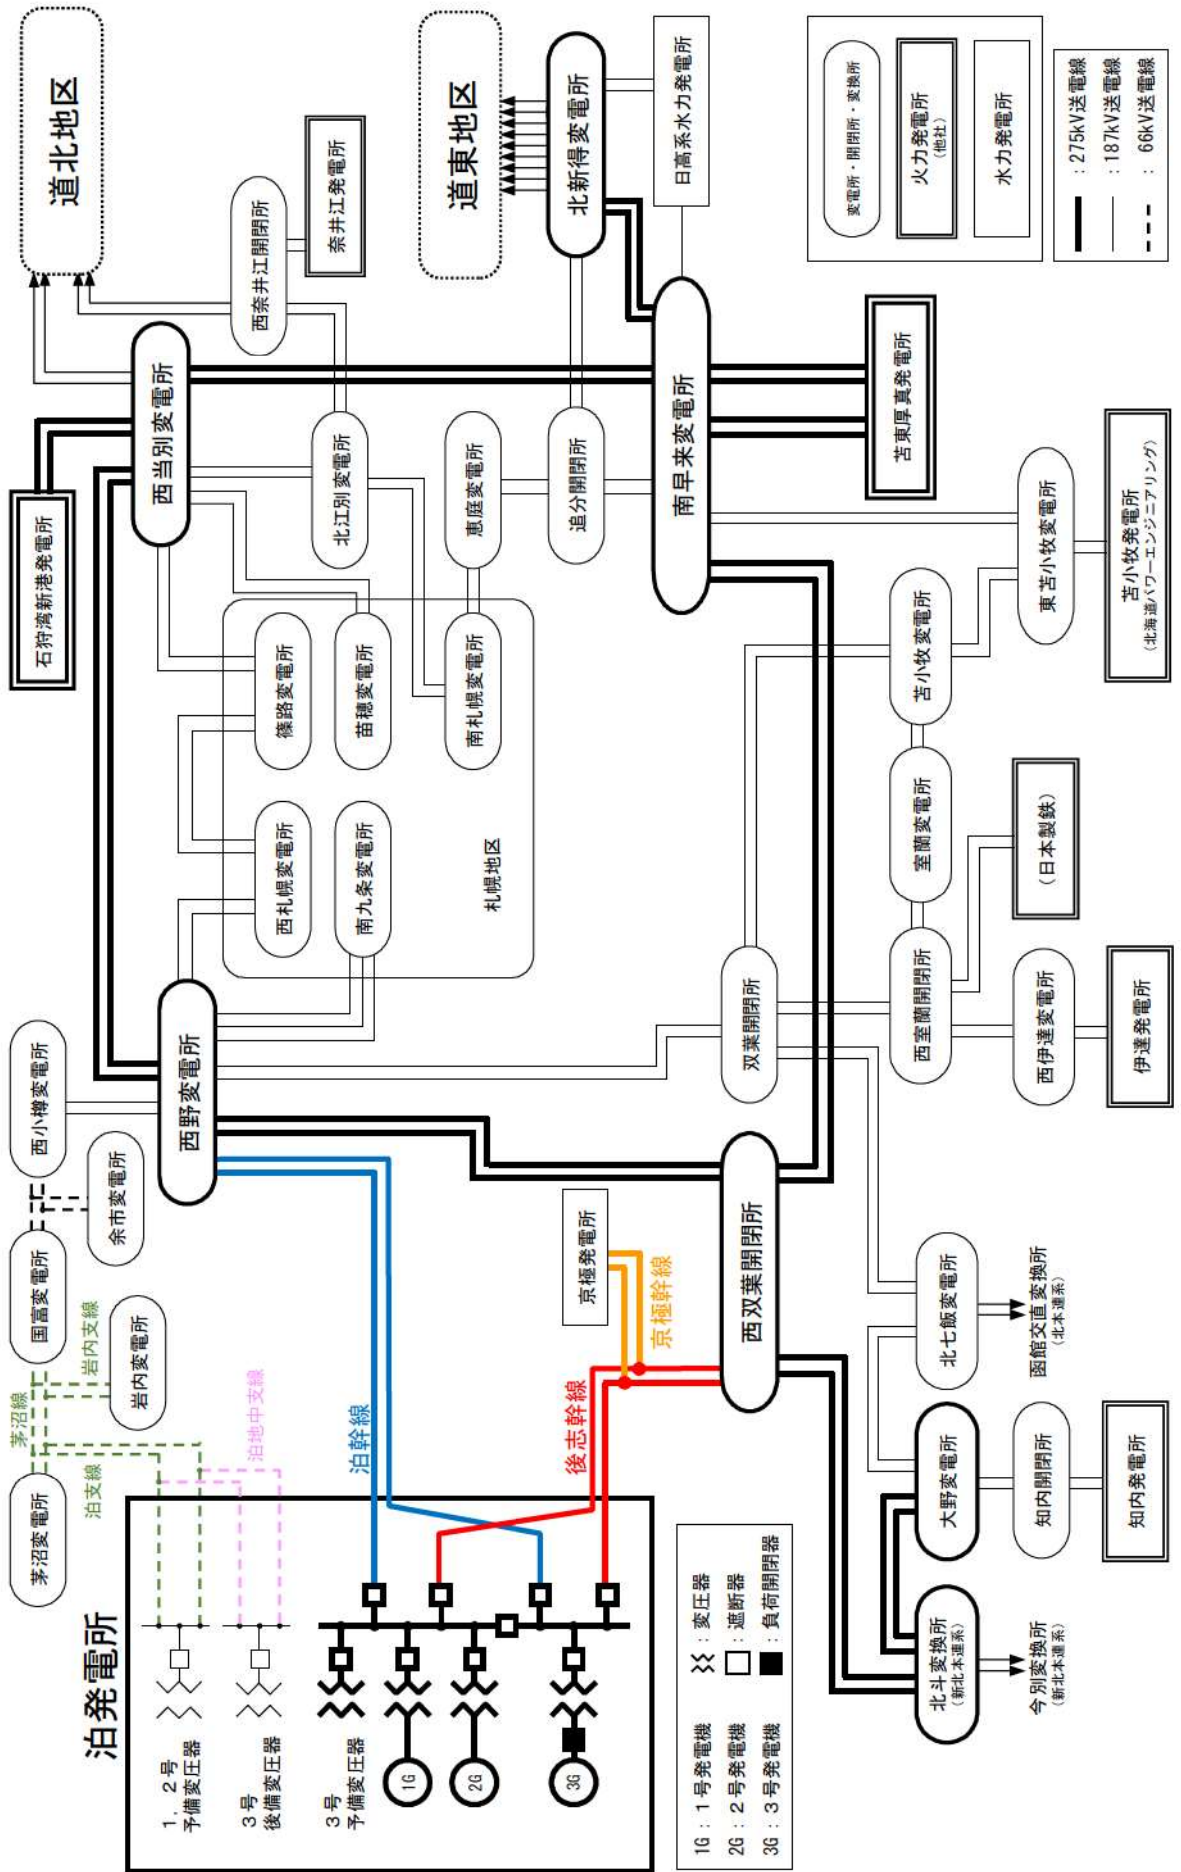 泊発電所
1．2号
予備変圧器
3号
後備変圧器
3号
予備変圧器
1G
2G
3G
1G：1号発電機
2G：2号発電機
3G：3号発電機
：変圧器
：遮断器
：負荷開閉器
茅沼変電所
茅沼線
泊支線
岩内支線
泊地中支線
岩内変電所
国富変電所
余市変電所
西小樽変電所
泊幹線
後志幹線
京極幹線
京極発電所
西野変電所
西双葉開閉所
石狩湾新港発電所
西当別変電所
道北地区
西奈井江開閉所
奈井江発電所
北江別変電所
恵庭変電所
追分開閉所
篠路変電所
苗穂変電所
南札幌変電所
西札幌変電所
南九条変電所
札幌地区
道東地区
北新得変電所
日高系水力発電所
南早来変電所
苫東厚真発電所
双葉開閉所
苫小牧変電所
室蘭変電所
西室蘭開閉所
東苫小牧変電所
苫小牧発電所
（北海道パワーエンジニアリング）
（日本製鉄）
西伊達変電所
伊達発電所
北七飯変電所
函館交直変換所
（北本連系）
大野変電所
知内開閉所
知内発電所
北斗変換所
（新北本連系）
今別変換所
（新北本連系）
変電所・開閉所・変換所
火力発電所
（他社）
水力発電所
：275kV送電線
：187kV送電線
： 66kV送電線